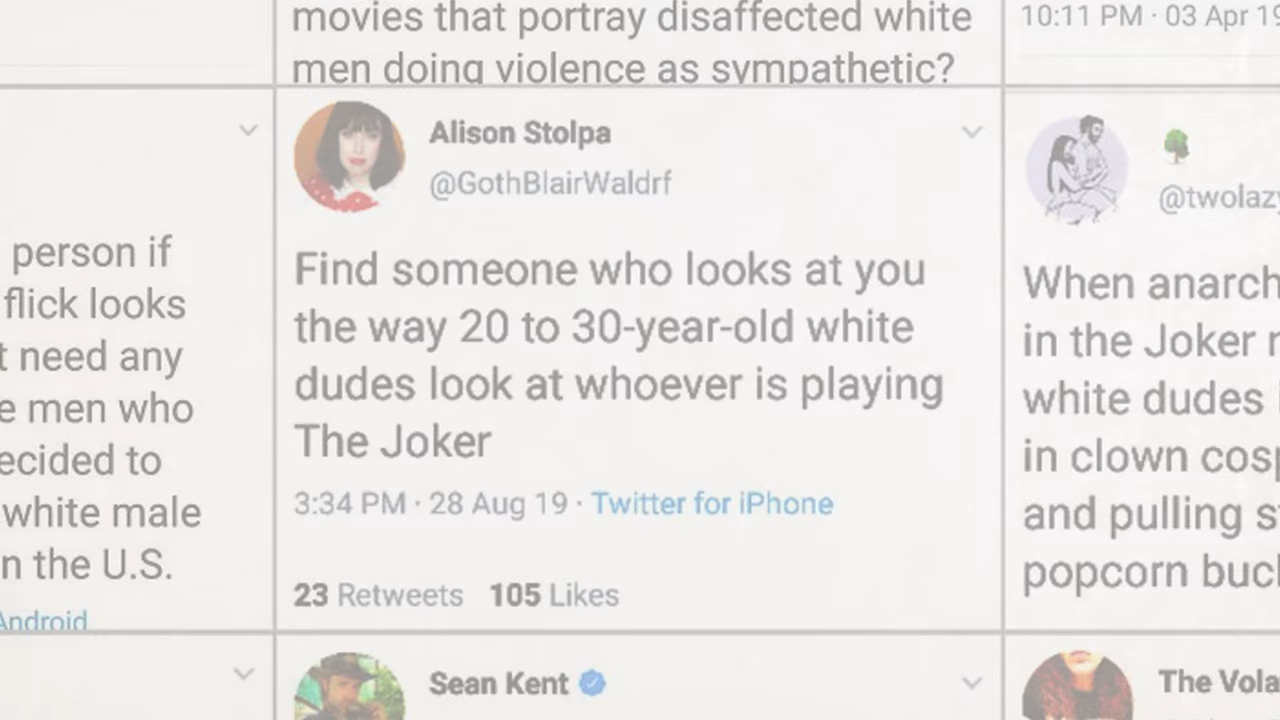 movies that portray disaffected white
men doing violence as sympathetic?
10:11 PM · 03 Apr 19
person if
flick looks
need any
men who
to
white male
the U.S.
Android
Alison Stolpa
@GothBlairWaldrf
Find someone who looks at you
the way 20 to 30-year-old white
dudes look at whoever is playing
The Joker
3:34 PM · 28 Aug 19 · Twitter for iPhone
23 Retweets 105 Likes
@twolazy
When anarch
in the Joker
white dudes
in clown cosp
and pulling
popcorn buck
Sean Kent
The Vola